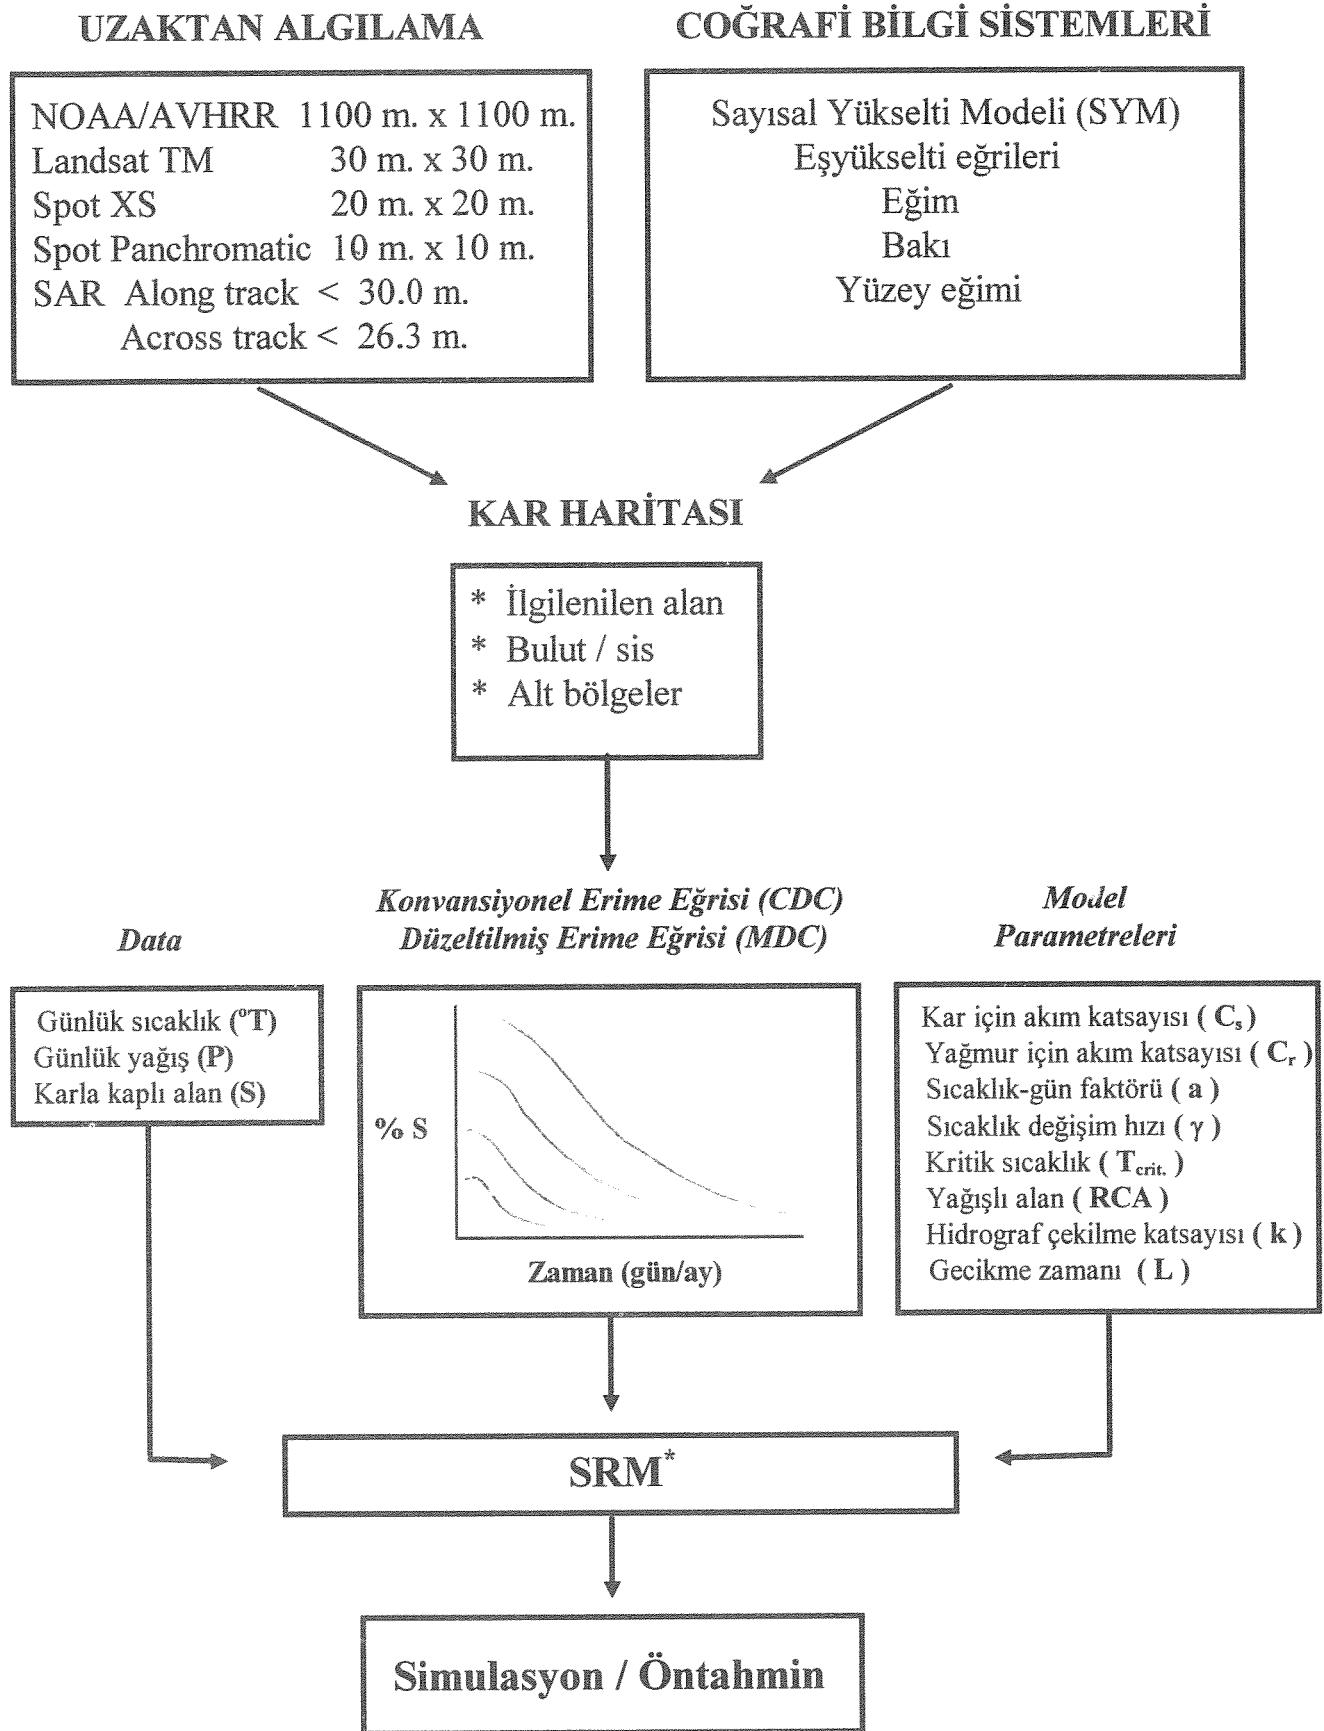 UZAKTAN ALGILAMA
NOAA/AVHRR 1100 m. x 1100 m.
Landsat TM 30 m. x 30 m.
Spot XS 20 m. x 20 m.
Spot Panchromatic 10 m. x 10 m.
SAR Along track < 30.0 m.
Across track < 26.3 m.
COĞRAFİ BİLGİ SİSTEMLERİ
Sayısal Yükselti Modeli (SYM)
Eşyükselti eğrileri
Eğim
Bakı
Yüzey eğimi
KAR HARİTASI
* İlgilenilen alan
* Bulut / sis
* Alt bölgeler
Data
Günlük sıcaklık (°T)
Günlük yağış (P)
Karla kaplı alan (S)
Konvansiyonel Erime Eğrisi (CDC)
Düzeltilmiş Erime Eğrisi (MDC)
% S
Zaman (gün/ay)
Model
Parametreleri
Kar için akım katsayısı ( Cs )
Yağmur için akım katsayısı ( Cr )
Sıcaklık-gün faktörü ( a )
Sıcaklık değişim hızı ( γ )
Kritik sıcaklık ( Tcrit. )
Yağışlı alan ( RCA )
Hidrograf çekilme katsayısı ( k )
Gecikme zamanı ( L )
SRM*
Simulasyon / Öntahmin